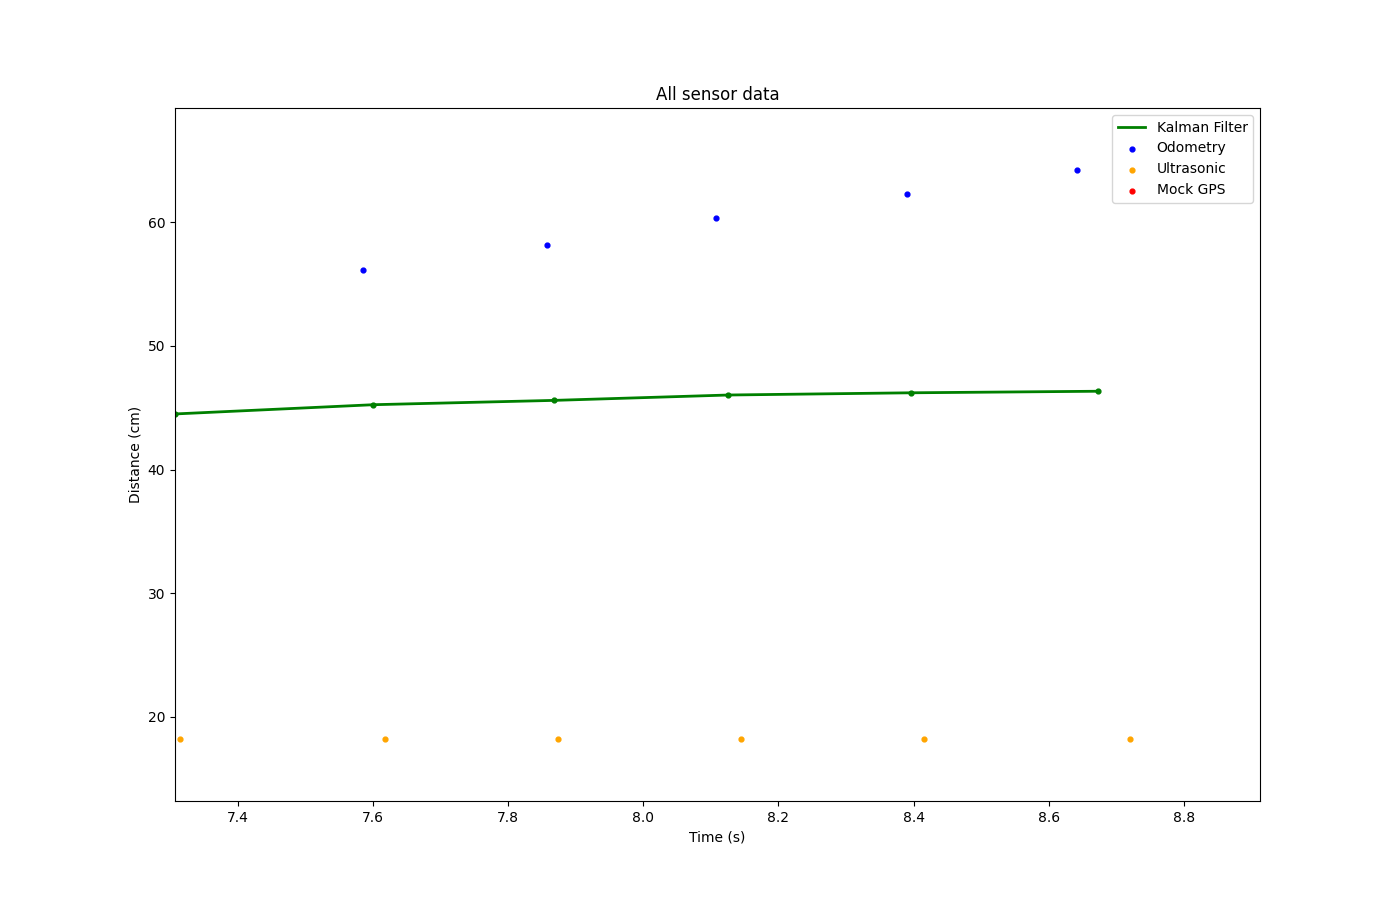 All sensor data
Kalman Filter
Odometry
Ultrasonic
Mock GPS
60
50
40
30
20
Distance (cm)
7.4 7.6 7.8 8.0 8.2 8.4 8.6 8.8
Time (s)